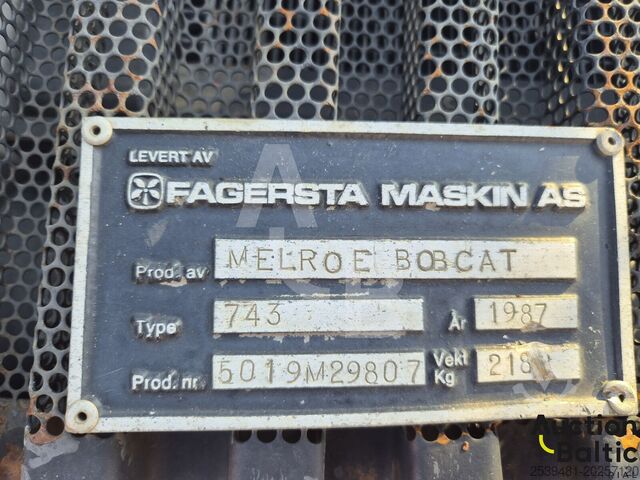 LEVERT AV
FAGERSTA MASKIN AS
Prod. av MELROE BOBCAT
Type 743 År 1987
Prod. nr. 5019M29807 Vekt Kg
Auction
Baltic